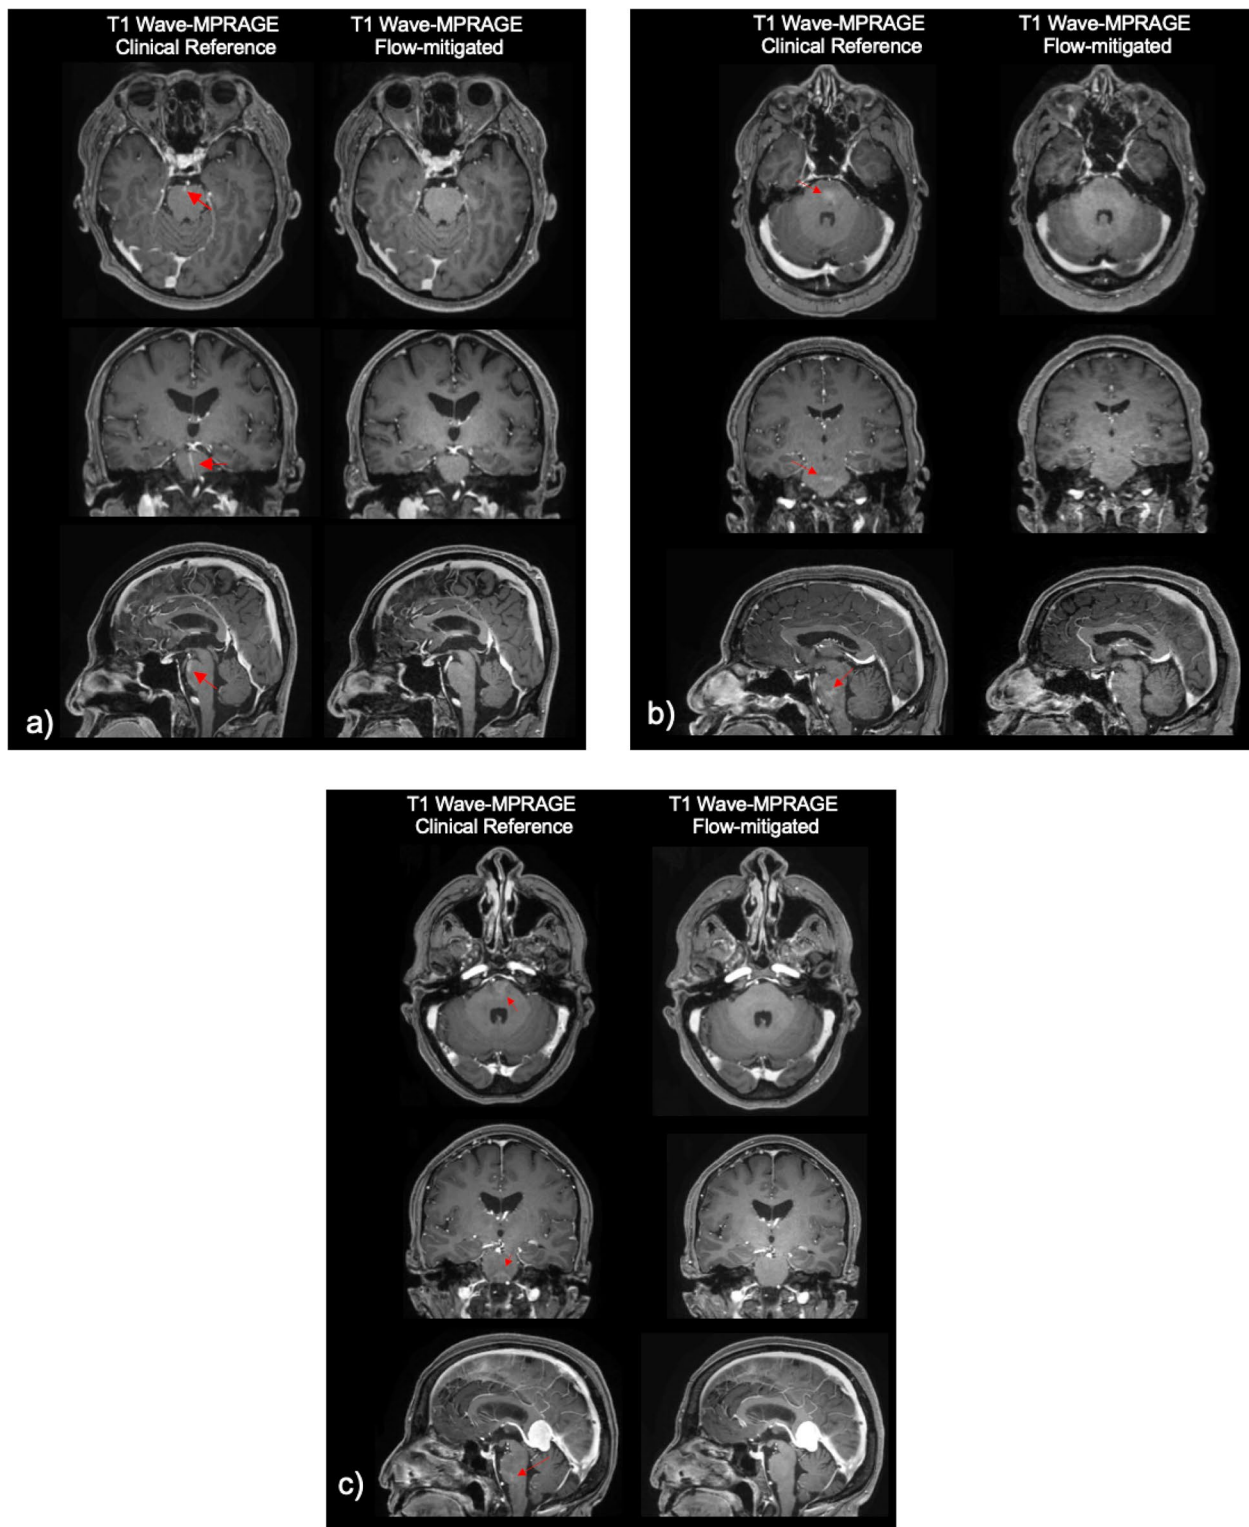 T1 Wave-MPRAGE
Clinical Reference
T1 Wave-MPRAGE
Flow-mitigated
a)
T1 Wave-MPRAGE
Clinical Reference
T1 Wave-MPRAGE
Flow-mitigated
b)
T1 Wave-MPRAGE
Clinical Reference
T1 Wave-MPRAGE
Flow-mitigated
c)